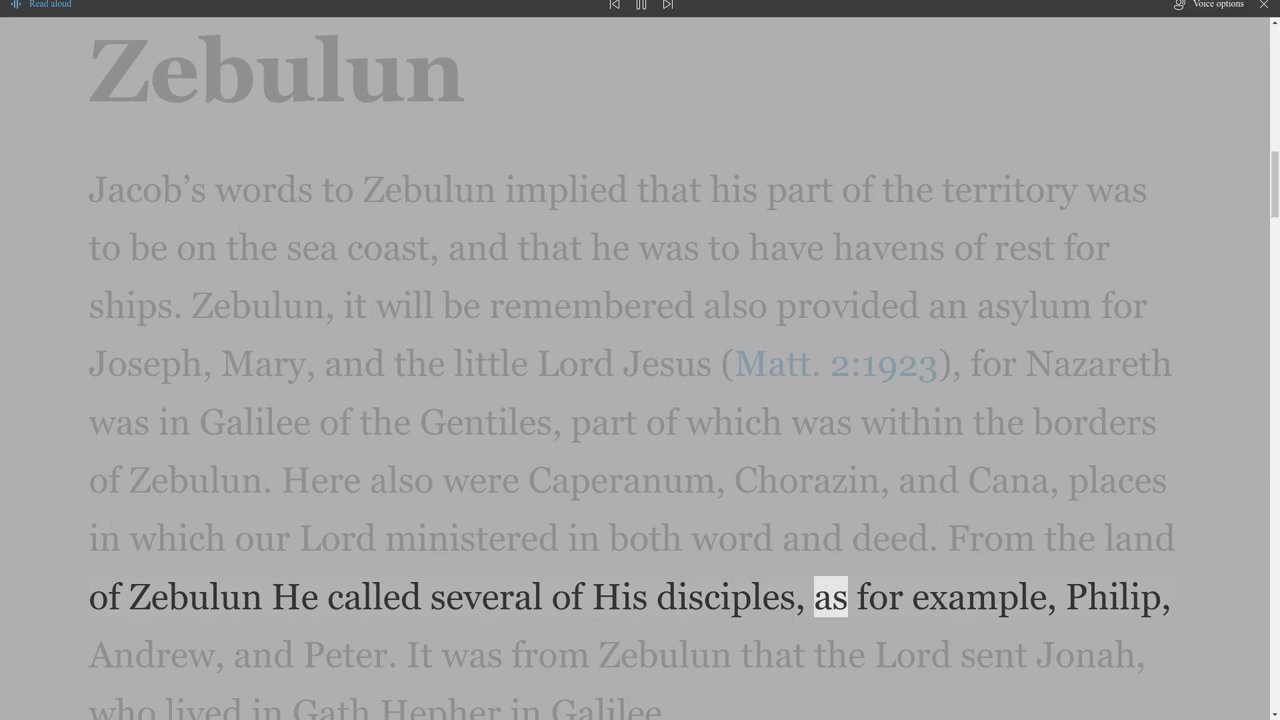 Read aloud
Voice options
Zebulun
Jacob’s words to Zebulun implied that his part of the territory was
to be on the sea coast, and that he was to have havens of rest for
ships. Zebulun, it will be remembered also provided an asylum for
Joseph, Mary, and the little Lord Jesus (Matt. 2:1923), for Nazareth
was in Galilee of the Gentiles, part of which was within the borders
of Zebulun. Here also were Caperanum, Chorazin, and Cana, places
in which our Lord ministered in both word and deed. From the land
of Zebulun He called several of His disciples, as for example, Philip,
Andrew, and Peter. It was from Zebulun that the Lord sent Jonah,
who lived in Gath Hepher in Galilee.